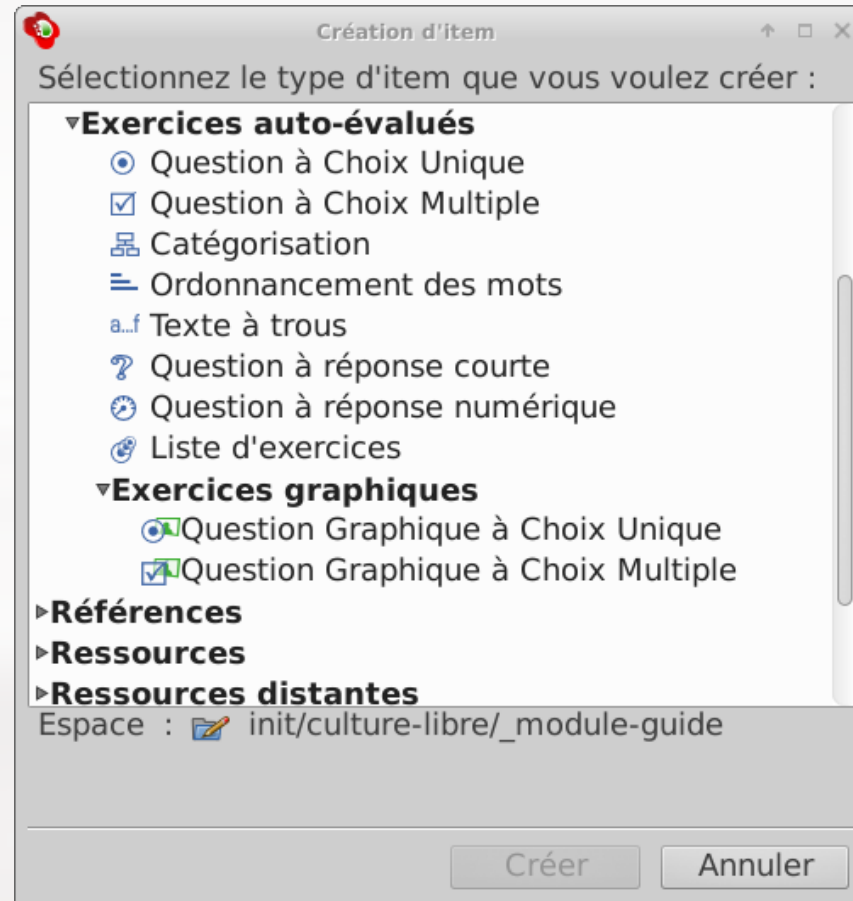 Création d'item
Sélectionnez le type d'item que vous voulez créer :
Exercices auto-évalués
Question à Choix Unique
Question à Choix Multiple
Catégorisation
Ordonnancement des mots
a...f Texte à trous
Question à réponse courte
Question à réponse numérique
Liste d'exercices
Exercices graphiques
Question Graphique à Choix Unique
Question Graphique à Choix Multiple
Références
Ressources
Ressources distantes
Espace : init/culture-libre/_module-guide
Créer Annuler